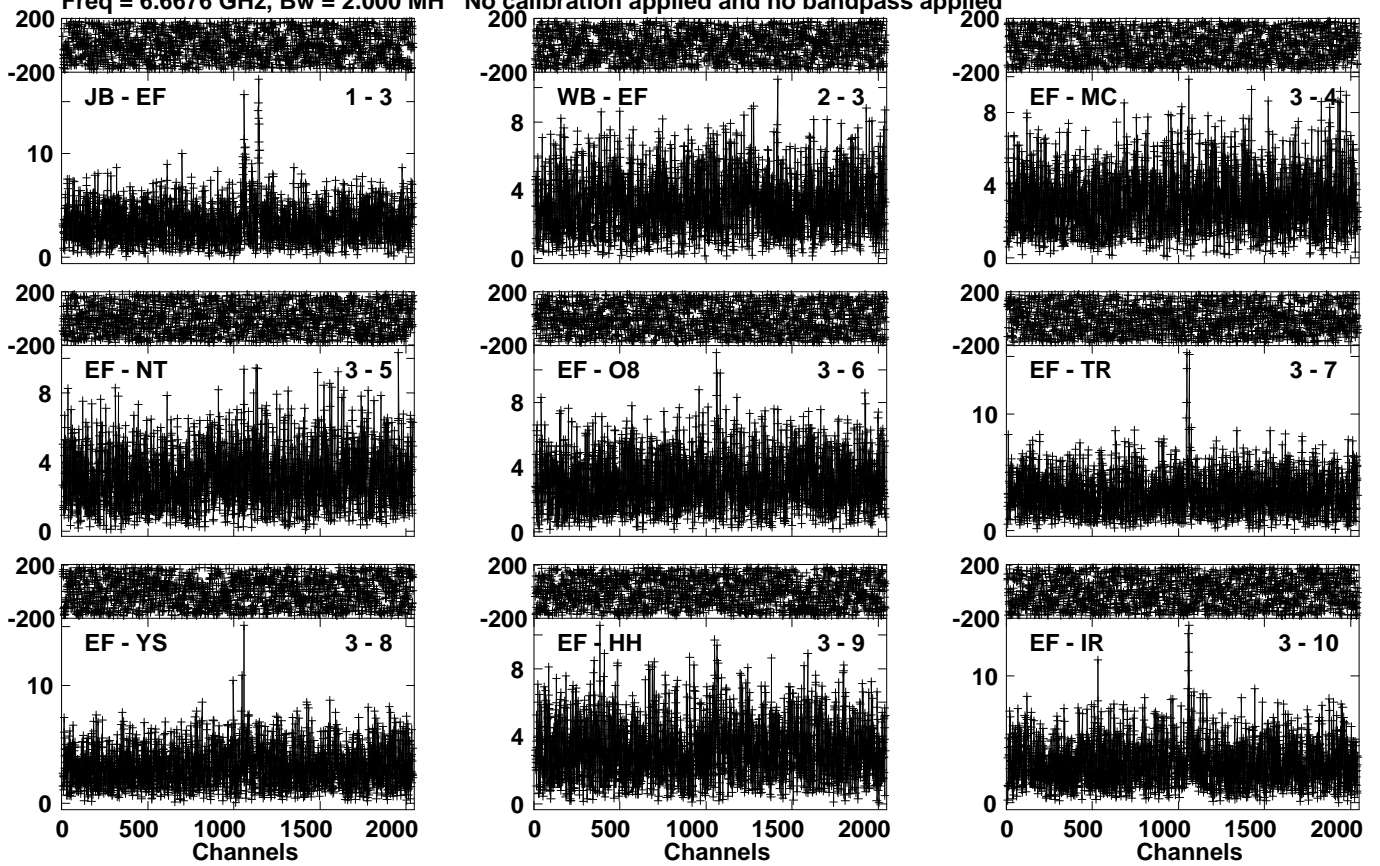 Freq = 6.6676 GHz, Bw = 2.000 MH No calibration applied and no bandpass applied
200 200 200
-200 -200 -200
JB - EF 1 - 3 WB - EF 2 - 3 EF - MC 3 - 4
10 8 8
4 4
0 0 0
200 200 200
-200 -200 -200
EF - NT 3 - 5 EF - O8 3 - 6 EF - TR 3 - 7
8 8 10
4 4
0 0 0
200 200 200
-200 -200 -200
EF - YS 3 - 8 EF - HH 3 - 9 EF - IR 3 - 10
10 8 10
4
0 0 0
0 500 1000 1500 2000 0 500 1000 1500 2000 0 500 1000 1500 2000
Channels Channels Channels